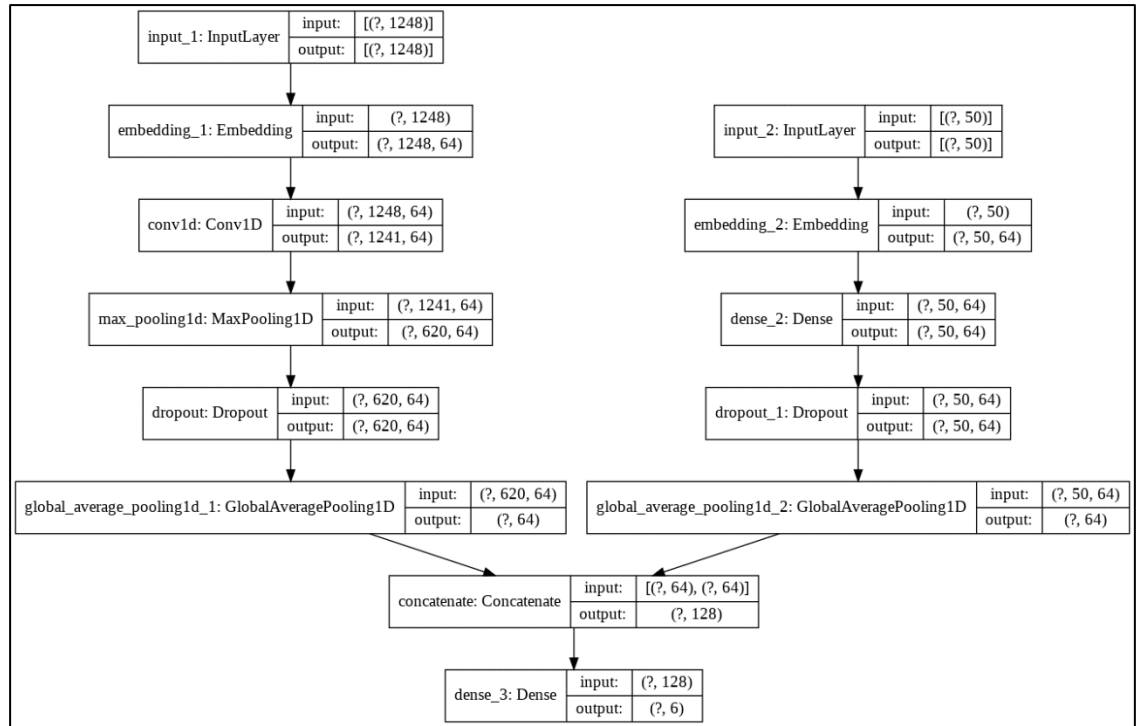 input_1: InputLayer
input: [(?, 1248)]
output: [(?, 1248)]
embedding_1: Embedding
input: (?, 1248)
output: (?, 1248, 64)
conv1d: Conv1D
input: (?, 1248, 64)
output: (?, 1241, 64)
max_pooling1d: MaxPooling1D
input: (?, 1241, 64)
output: (?, 620, 64)
dropout: Dropout
input: (?, 620, 64)
output: (?, 620, 64)
global_average_pooling1d_1: GlobalAveragePooling1D
input: (?, 620, 64)
output: (?, 64)
input_2: InputLayer
input: [(?, 50)]
output: [(?, 50)]
embedding_2: Embedding
input: (?, 50)
output: (?, 50, 64)
dense_2: Dense
input: (?, 50, 64)
output: (?, 50, 64)
dropout_1: Dropout
input: (?, 50, 64)
output: (?, 50, 64)
global_average_pooling1d_2: GlobalAveragePooling1D
input: (?, 50, 64)
output: (?, 64)
concatenate: Concatenate
input: [(?, 64), (?, 64)]
output: (?, 128)
dense_3: Dense
input: (?, 128)
output: (?, 6)